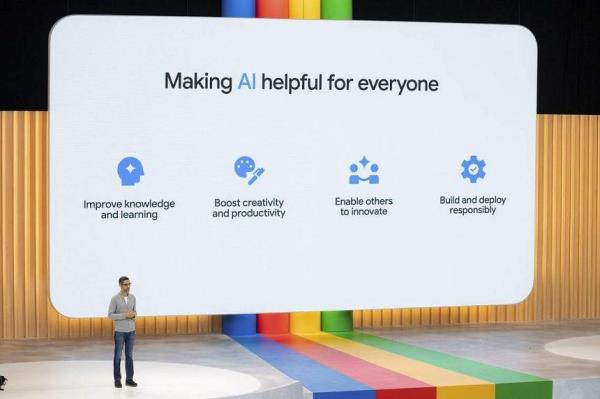 Making AI helpful for everyone
Improve knowledge
and learning
Boost creativity
and productivity
Enable others
to innovate
Build and deploy
responsibly